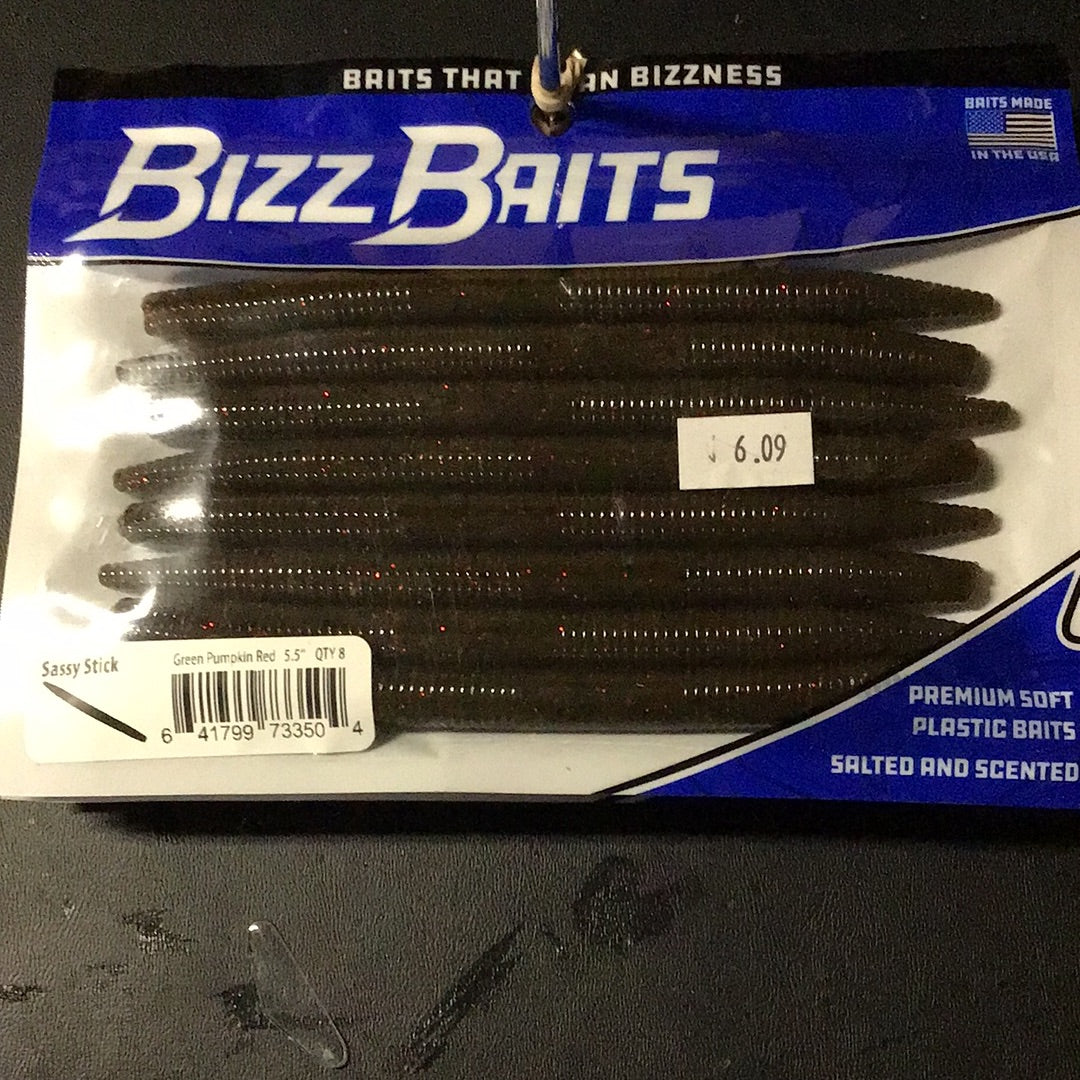 BAITS THAT AN BIZZNESS
BIZZ BAITS
BAITS MADE
IN THE USA
6.09
Sassy Stick
Green Pumpkin Red 5.5" QTY 8
6 41799 73350 4
PREMIUM SOFT
PLASTIC BAITS
SALTED AND SCENTED